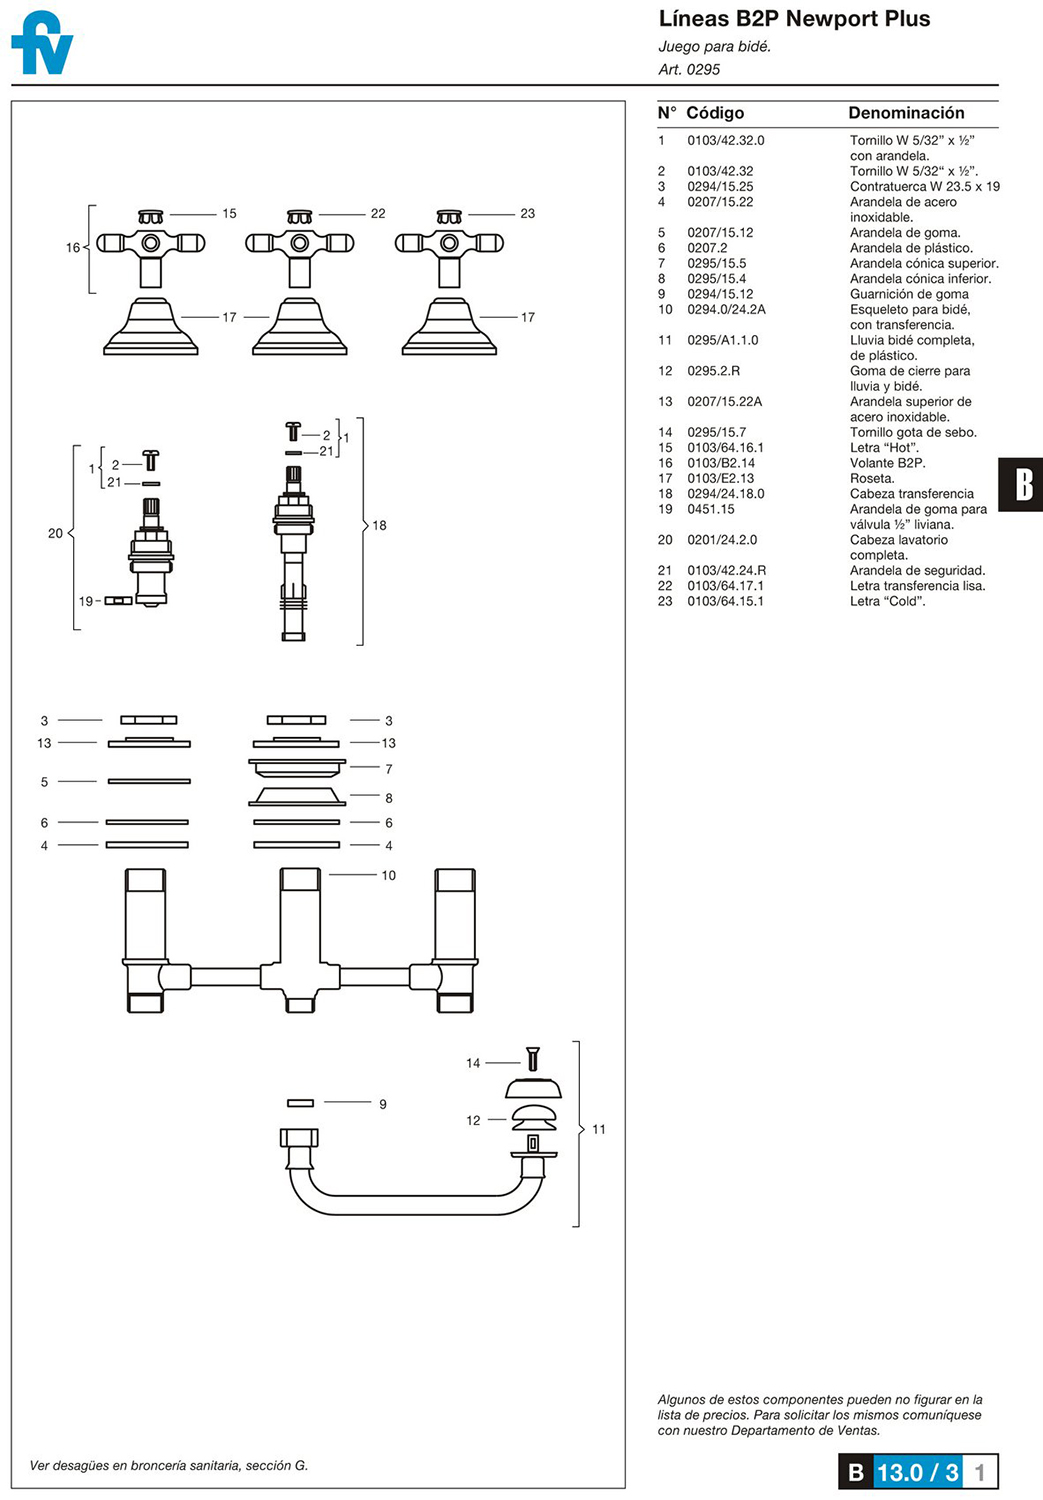 fv
Líneas B2P Newport Plus
Juego para bidé.
Art. 0295
N° Código Denominación
1 0103/42.32.0 Tornillo W 5/32” x ½”
con arandela.
2 0103/42.32 Tornillo W 5/32“ x ½”.
3 0294/15.25 Contratuerca W 23.5 x 19
4 0207/15.22 Arandela de acero
inoxidable.
5 0207/15.12 Arandela de goma.
6 0207.2 Arandela de plástico.
7 0295/15.5 Arandela cónica superior.
8 0295/15.4 Arandela cónica inferior.
9 0294/15.12 Guarnición de goma
10 0294.0/24.2A Esqueleto para bidé,
con transferencia.
11 0295/A1.1.0 Lluvia bidé completa,
de plástico.
12 0295.2.R Goma de cierre para
lluvia y bidé.
13 0207/15.22A Arandela superior de
acero inoxidable.
14 0295/15.7 Tornillo gota de sebo.
15 0103/64.16.1 Letra “Hot”.
16 0103/B2.14 Volante B2P.
17 0103/E2.13 Roseta.
18 0294/24.18.0 Cabeza transferencia
19 0451.15 Arandela de goma para
válvula ½” liviana.
20 0201/24.2.0 Cabeza lavatorio
completa.
21 0103/42.24.R Arandela de seguridad.
22 0103/64.17.1 Letra transferencia lisa.
23 0103/64.15.1 Letra “Cold”.
B
15 22 23
16
17 17
2 1
21
1 2
21
20 18
19
3 3
13 13
7
5
8
6 6
4 4
10
14
9
12
11
Algunos de estos componentes pueden no figurar en la
lista de precios. Para solicitar los mismos comuníquese
con nuestro Departamento de Ventas.
Ver desagües en broncería sanitaria, sección G.
B 13.0 / 3 1